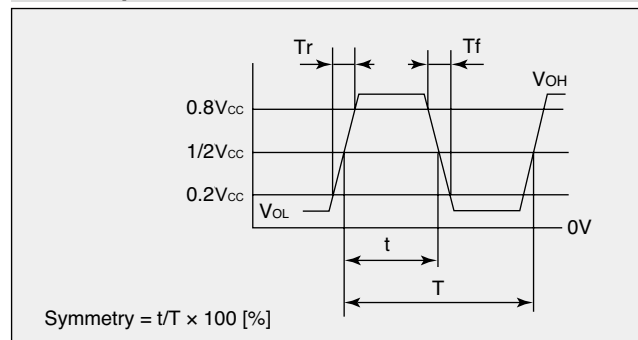 Tr
Tf
VOH
0.8Vcc
1/2Vcc
0.2Vcc
VOL
0V
t
T
Symmetry = t/T × 100 [%]